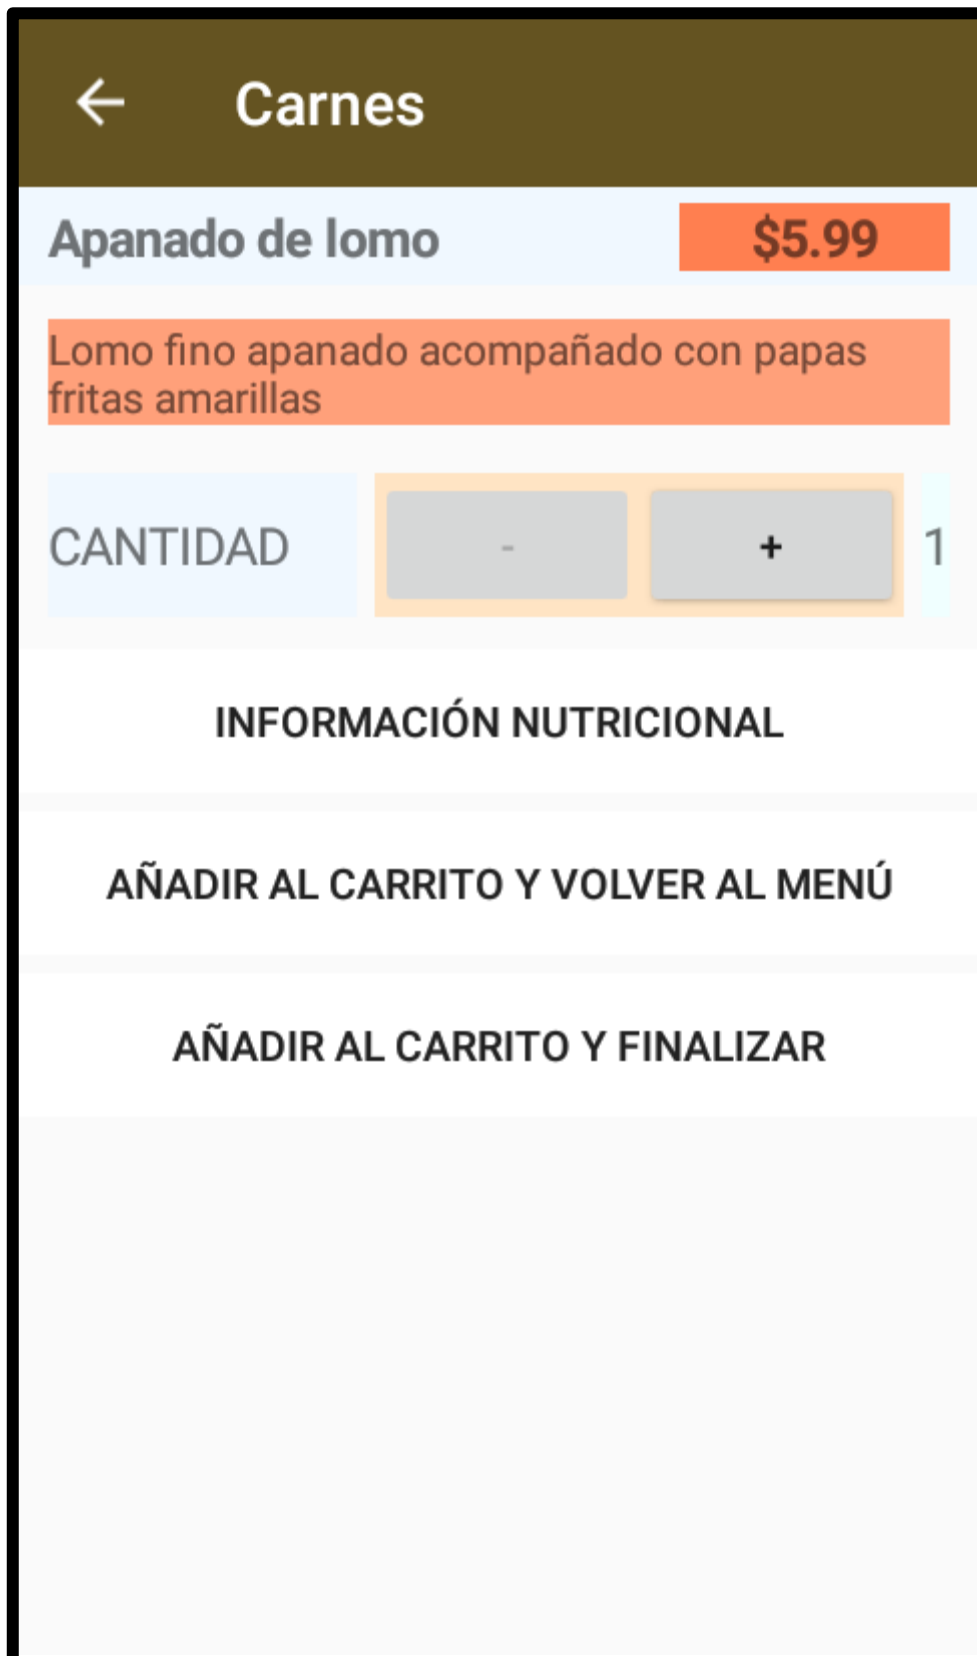 Carnes
Apanado de lomo $5.99
Lomo fino apanado acompañado con papas
fritas amarillas
CANTIDAD - + 1
INFORMACIÓN NUTRICIONAL
AÑADIR AL CARRITO Y VOLVER AL MENÚ
AÑADIR AL CARRITO Y FINALIZAR